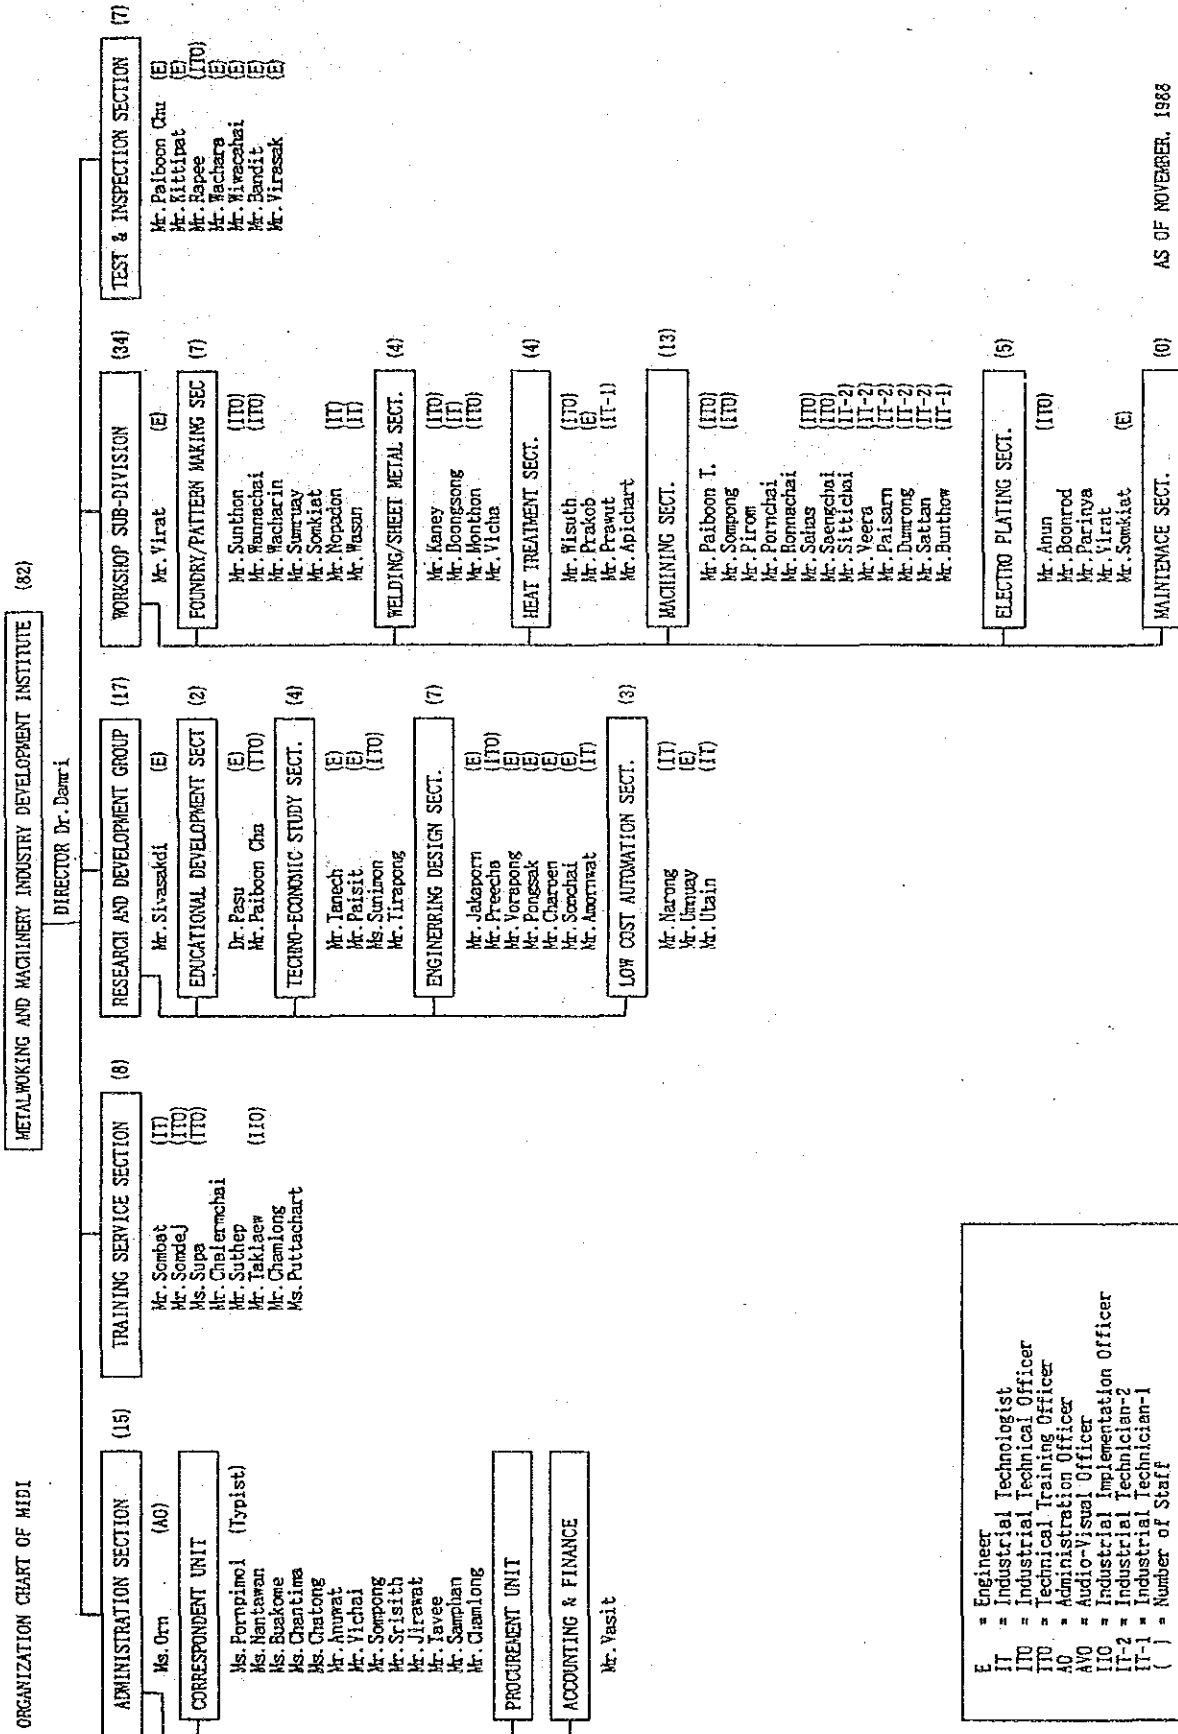 ORGANIZATION CHART OF MIDI
METALWOKING AND MACHINERY INDUSTRY DEVELOPMENT INSTITUTE (82)
DIRECTOR Dr. Damri
ADMINISTRATION SECTION (15)
Ms. Orn (AO)
CORRESPONDENT UNIT
Ms. Pornpimol (Typist)
Ms. Nantawan
Ms. Buakome
Ms. Chantima
Ms. Chatong
Mr. Anuwat
Mr. Vichai
Mr. Sompong
Mr. Srisith
Mr. Jirawat
Mr. Tavee
Mr. Samphan
Mr. Chamlong
PROCUREMENT UNIT
ACCOUNTING & FINANCE
Mr. Vasit
TRAINING SERVICE SECTION (8)
Mr. Sombat (IT)
Mr. Somdej (ITO)
Ms. Supa (TTO)
Mr. Chalermchai
Mr. Suthep
Mr. Taklaew (IIO)
Mr. Chamlong
Ms. Puttachart
RESEARCH AND DEVELOPMENT GROUP (17)
Mr. Sivasakdi (E)
EDUCATIONAL DEVELOPMENT SECT (2)
Dr. Pasu (E)
Mr. Paiboon Cha (TTO)
TECHNO-ECONOMIC STUDY SECT. (4)
Mr. Tanech (E)
Mr. Paisit (E)
Ms. Sunimon (ITO)
Mr. Tirapong
ENGINERRING DESIGN SECT. (7)
Mr. Jakaporn (E)
Mr. Preecha (ITO)
Mr. Vorapong (E)
Mr. Pongsak (E)
Mr. Charoen (E)
Mr. Somchai (E)
Mr. Amornwat (IT)
LOW COST AUTOMATION SECT. (3)
Mr. Narong (IT)
Mr. Umnuay (E)
Mr. Utain (IT)
WORKSHOP SUB-DIVISION (34)
Mr. Virat (E)
FOUNDRY/PATTERN MAKING SEC (7)
Mr. Sunthon (ITO)
Mr. Wannachai (ITO)
Mr. Wacharin
Mr. Sumruay
Mr. Somkiat
Mr. Nopadon (IT)
Mr. Wasan (IT)
WELDING/SHEET METAL SECT. (4)
Mr. Kaney (ITO)
Mr. Boongsong (IT)
Mr. Monthon (ITO)
Mr. Vicha
HEAT TREATMENT SECT. (4)
Mr. Wisuth (ITO)
Mr. Prakob (E)
Mr. Prawut (IT-1)
Mr. Apichart
MACHINING SECT. (13)
Mr. Paiboon T. (ITO)
Mr. Sompong (ITO)
Mr. Pirom
Mr. Pornchai
Mr. Ronnachai
Mr. Sahas (ITO)
Mr. Saengchai (ITO)
Mr. Sittichai (IT-2)
Mr. Veera (IT-2)
Mr. Paisarn (IT-2)
Mr. Dumrong (IT-2)
Mr. Sattan (IT-2)
Mr. Bunthow (IT-1)
ELECTRO PLATING SECT. (5)
Mr. Anun (ITO)
Mr. Boonrod
Mr. Parinya
Mr. Virat
Mr. Somkiat (E)
MAINTENACE SECT. (0)
TEST & INSPECTION SECTION (7)
Mr. Paiboon Chu (E)
Mr. Kittipat (E)
Mr. Rapee (ITO)
Mr. Wachara (E)
Mr. Wiwacahai (E)
Mr. Bandit (E)
Mr. Virasak (E)
E = Engineer
IT = Industrial Technologist
ITO = Industrial Technical Officer
TTO = Technical Training Officer
AO = Administration Officer
AVO = Audio-Visual Officer
IIO = Industrial Implementation Officer
IT-2 = Industrial Technician-2
IT-1 = Industrial Technician-1
( ) = Number of Staff
AS OF NOVEMBER, 1988